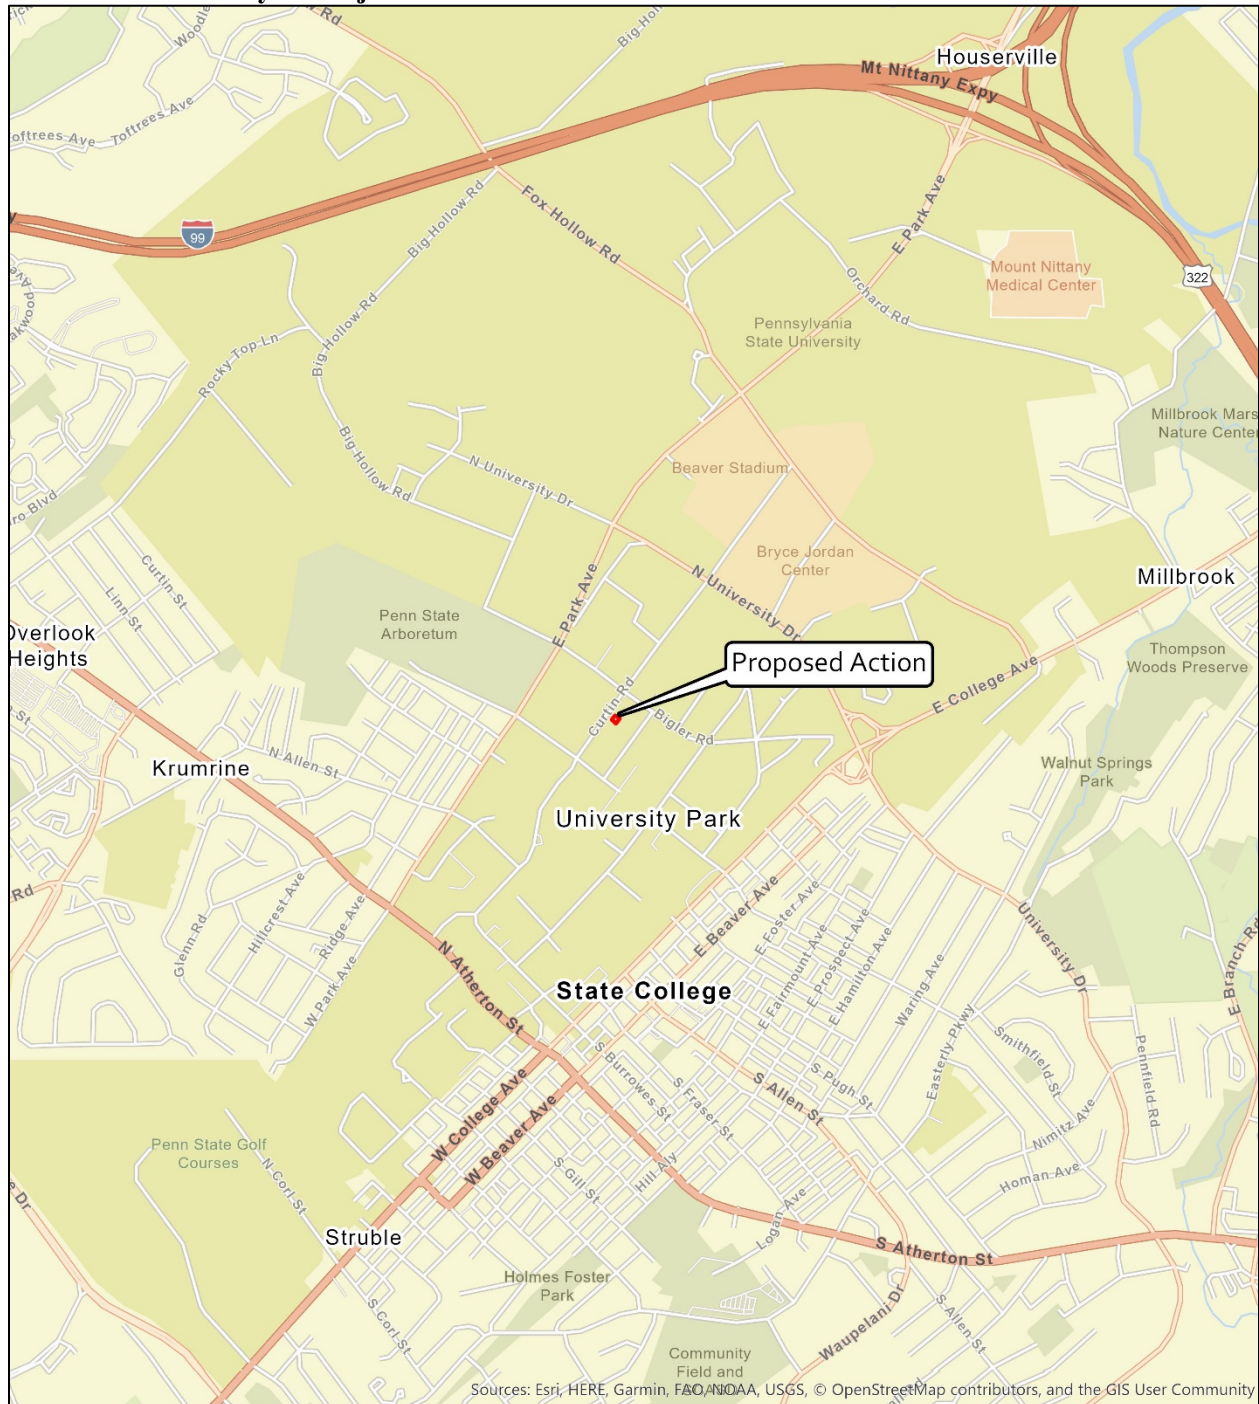 Houserville
Mt Nittany Expy
Woodle
Rd
Big-Hollo
Toftrees Ave
oftrees Ave
Fox Hollow Rd
Big Hollow Rd
E Park Ave
99
Mount Nittany
Medical Center
322
Orchard Rd
Pennsylvania
State University
Big Hollow Rd
Rocky Top Ln
akwood Ave
Millbrook Mars
Nature Center
Big Hollow Rd
Beaver Stadium
N University Dr
ro Blvd
Bryce Jordan
Center
Curtin St
Linn St
Millbrook
E Park Ave
N University Dr
Penn State
Arboretum
Overlook
Heights
Proposed Action
Thompson
Woods Preserve
E College Ave
Curtin Rd
Bigler Rd
n St
N Allen St
Krumrine
Walnut Springs
Park
University Park
Rd
Glenn Rd
Hillcrest Ave
Ridge Ave
W Park Ave
E Beaver Ave
E Foster Ave
E Fairmount Ave
E Prospect Ave
E Hamilton Ave
Waring Ave
University Dr
E Branch Rd
N Atherton St
State College
Easterly Pkwy
Smithfield St
Pennfield Rd
S Burrowes St
S Fraser St
S Allen St
S Pugh St
Nimitz Ave
Homan Ave
W College Ave
W Beaver Ave
Penn State Golf
Courses
N Corl St
S Gill St
Hill Aly
Logan Ave
e Dr
Struble
S Atherton St
Holmes Foster
Park
S Corl St
Waupelani Dr
S Allen St
Community
Field and
Sources: Esri, HERE, Garmin, FAO, NOAA, USGS, © OpenStreetMap contributors, and the GIS User Community